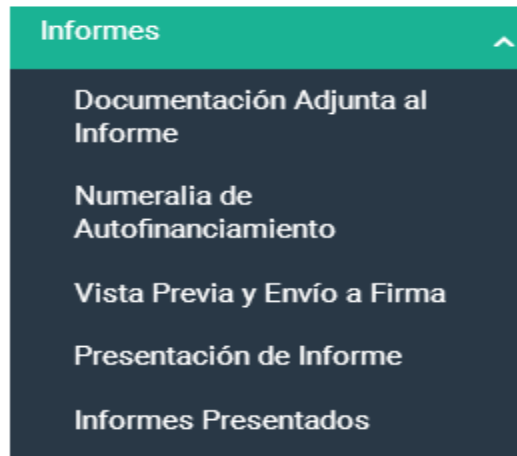 Informes
Documentación Adjunta al
Informe
Numeralia de
Autofinanciamiento
Vista Previa y Envío a Firma
Presentación de Informe
Informes Presentados